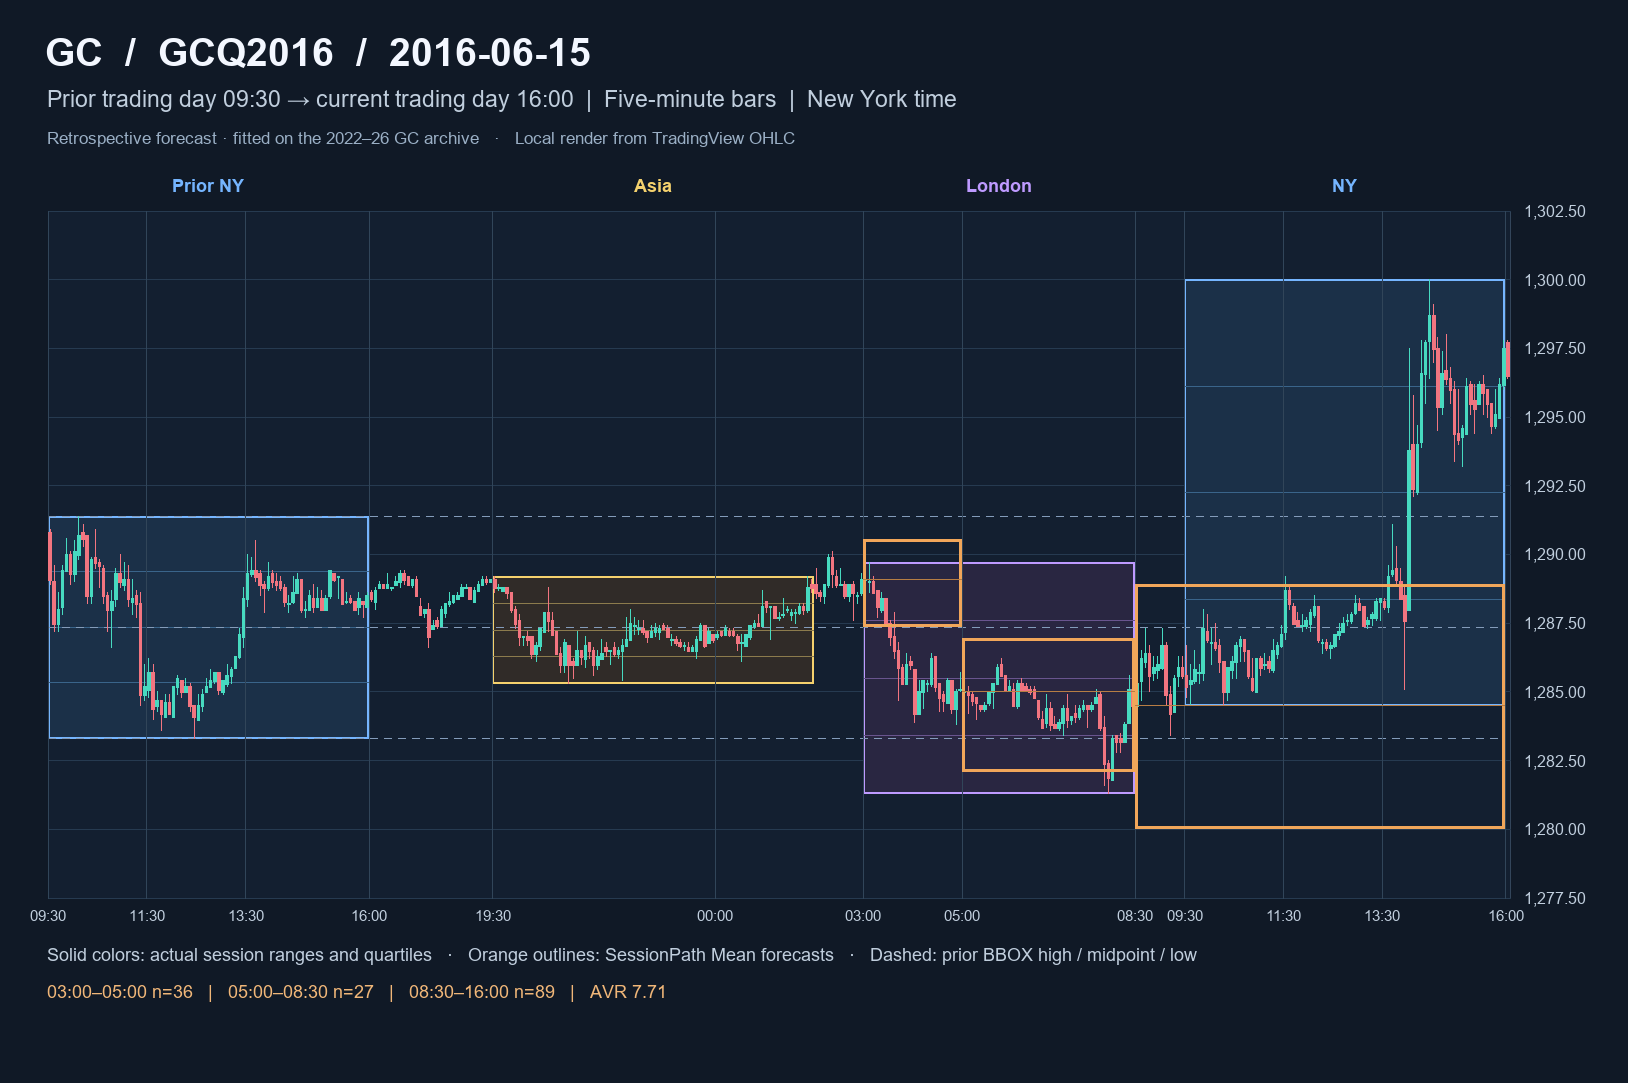 GC / GCQ2016 / 2016-06-15
Prior trading day 09:30 → current trading day 16:00 | Five-minute bars | New York time
Retrospective forecast · fitted on the 2022–26 GC archive · Local render from TradingView OHLC
Prior NY Asia London NY
1,302.50
1,300.00
1,297.50
1,295.00
1,292.50
1,290.00
1,287.50
1,285.00
1,282.50
1,280.00
1,277.50
09:30 11:30 13:30 16:00 19:30 00:00 03:00 05:00 08:30 09:30 11:30 13:30 16:00
Solid colors: actual session ranges and quartiles · Orange outlines: SessionPath Mean forecasts · Dashed: prior BBOX high / midpoint / low
03:00–05:00 n=36 | 05:00–08:30 n=27 | 08:30–16:00 n=89 | AVR 7.71